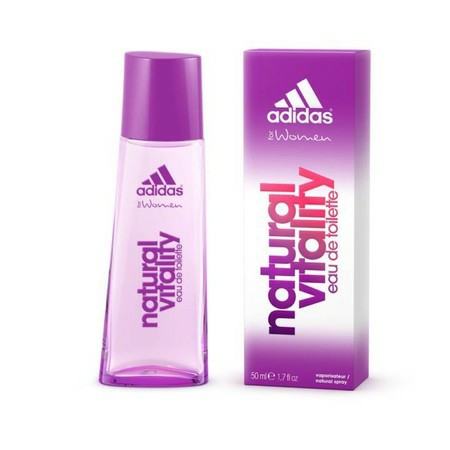 adidas
for Women
natural
vitality
eau de toilette
adidas
for Women
natural
vitality
eau de toilette
50 ml ℮ 1,7 fl oz
vaporisateur /
natural spray